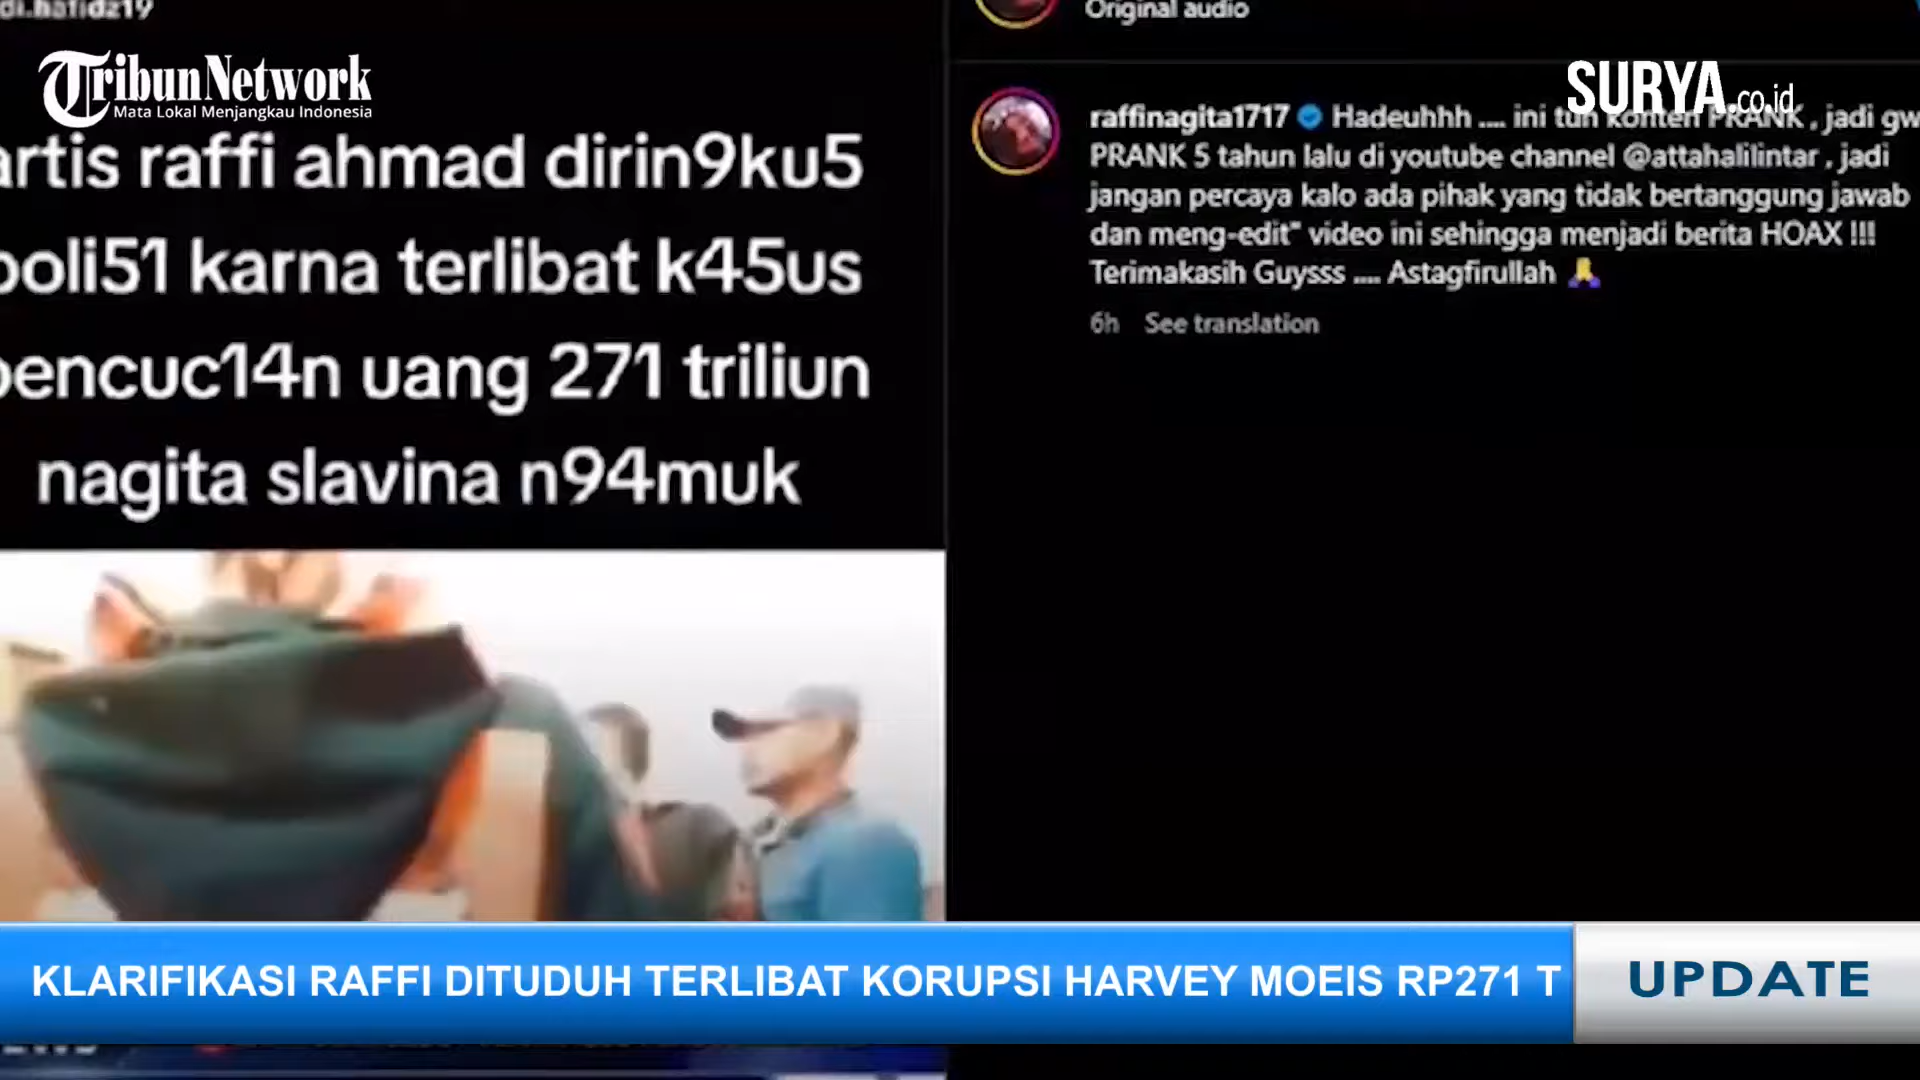 di.hafidz19
Original audio
TribunNetwork
Mata Lokal Menjangkau Indonesia
SURYA.co.id
artis raffi ahmad dirin9ku5
poli51 karna terlibat k45us
pencuc14n uang 271 triliun
nagita slavina n94muk
raffinagita1717 Hadeuhhh .... ini tuh konten PRANK , jadi gw
PRANK 5 tahun lalu di youtube channel @attahalilintar , jadi
jangan percaya kalo ada pihak yang tidak bertanggung jawab
dan meng-edit" video ini sehingga menjadi berita HOAX !!!
Terimakasih Guysss .... Astagfirullah 🙏
6h See translation
KLARIFIKASI RAFFI DITUDUH TERLIBAT KORUPSI HARVEY MOEIS RP271 T
UPDATE